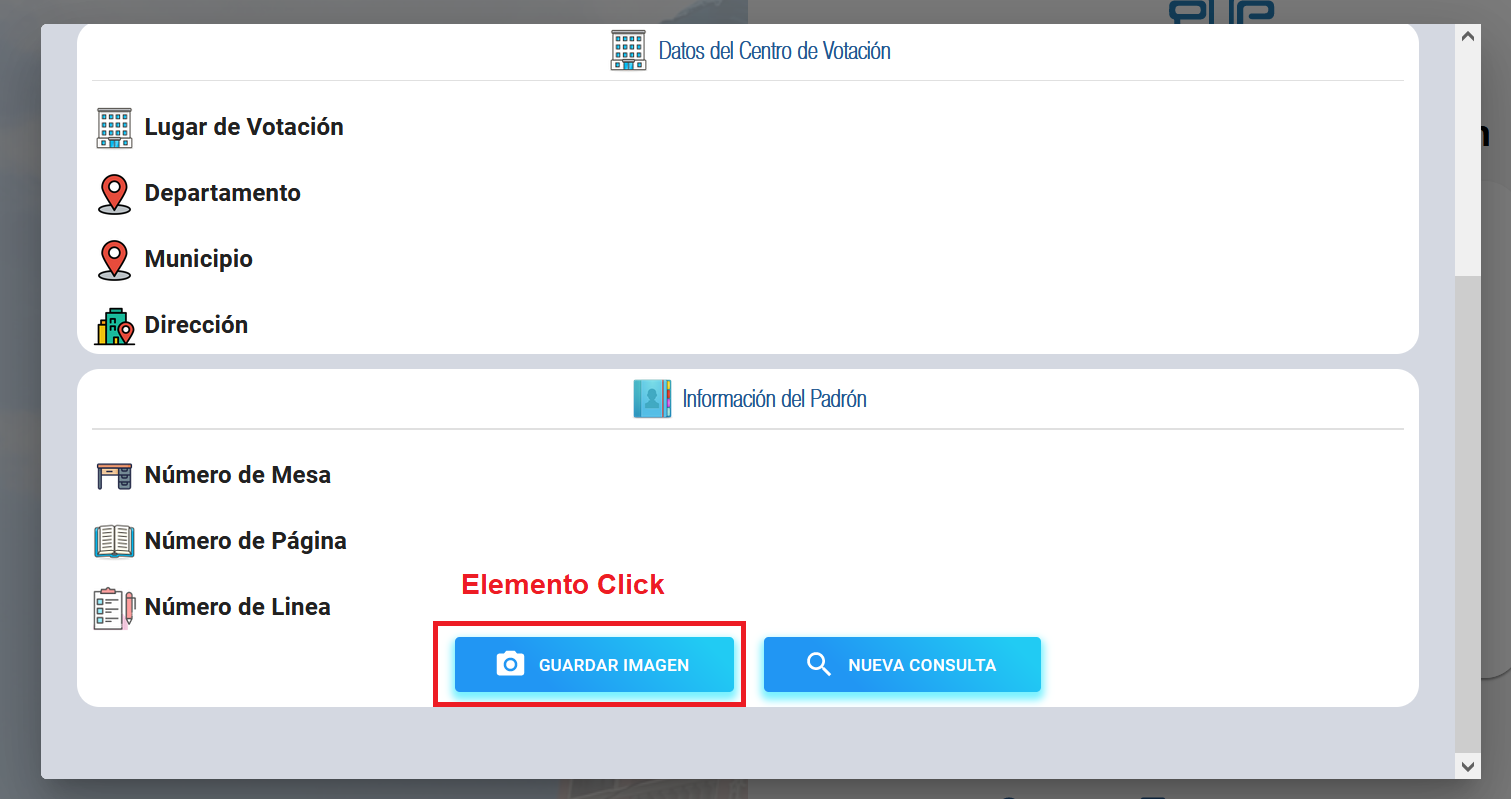 Datos del Centro de Votación
Lugar de Votación
Departamento
Municipio
Dirección
Información del Padrón
Número de Mesa
Número de Página
Número de Linea
Elemento Click
GUARDAR IMAGEN
NUEVA CONSULTA